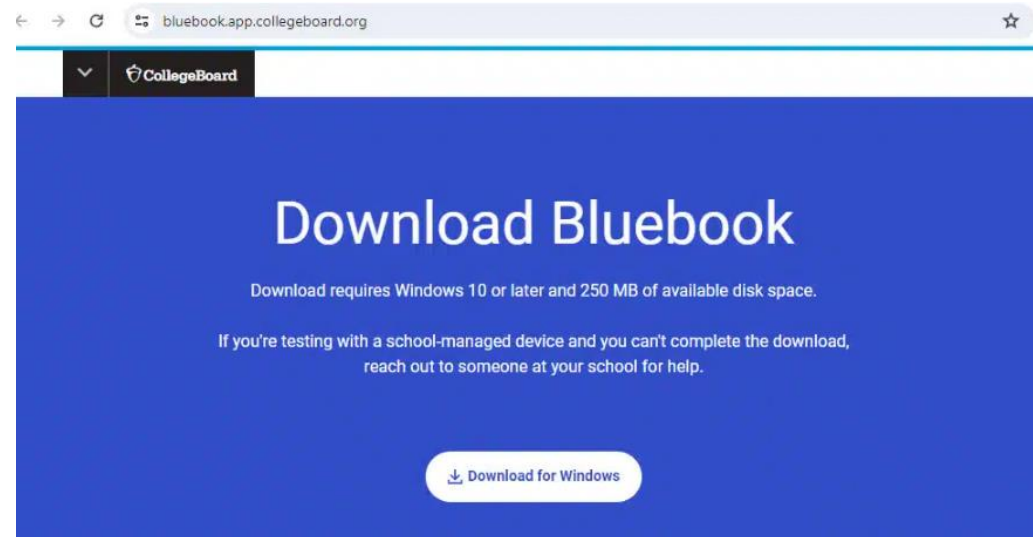 bluebook.app.collegeboard.org
CollegeBoard
Download Bluebook
Download requires Windows 10 or later and 250 MB of available disk space.
If you're testing with a school-managed device and you can't complete the download,
reach out to someone at your school for help.
Download for Windows